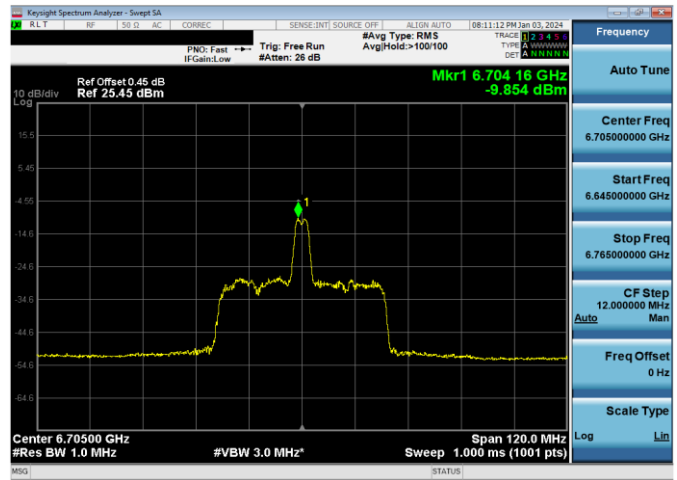 Keysight Spectrum Analyzer - Swept SA
RL T RF 50 Ω AC CORREC SENSE:INT SOURCE OFF ALIGN AUTO 08:11:12 PM Jan 03, 2024
Frequency
#Avg Type: RMS
TRACE 1 2 3 4 5 6
PNO: Fast
Trig: Free Run
Avg|Hold:>100/100
TYPE A WWWWW
IFGain:Low
#Atten: 26 dB
DET A N N N N N
Auto Tune
Mkr1 6.704 16 GHz
-9.854 dBm
Ref Offset 0.45 dB
10 dB/div
Ref 25.45 dBm
Log
15.5
5.45
-4.55
-14.6
-24.6
-34.6
-44.6
-54.6
-64.6
1
Center Freq
6.705000000 GHz
Start Freq
6.645000000 GHz
Stop Freq
6.765000000 GHz
CF Step
12.000000 MHz
Auto Man
Freq Offset
0 Hz
Scale Type
Log Lin
Center 6.70500 GHz
Span 120.0 MHz
#Res BW 1.0 MHz
#VBW 3.0 MHz*
Sweep 1.000 ms (1001 pts)
MSG
STATUS